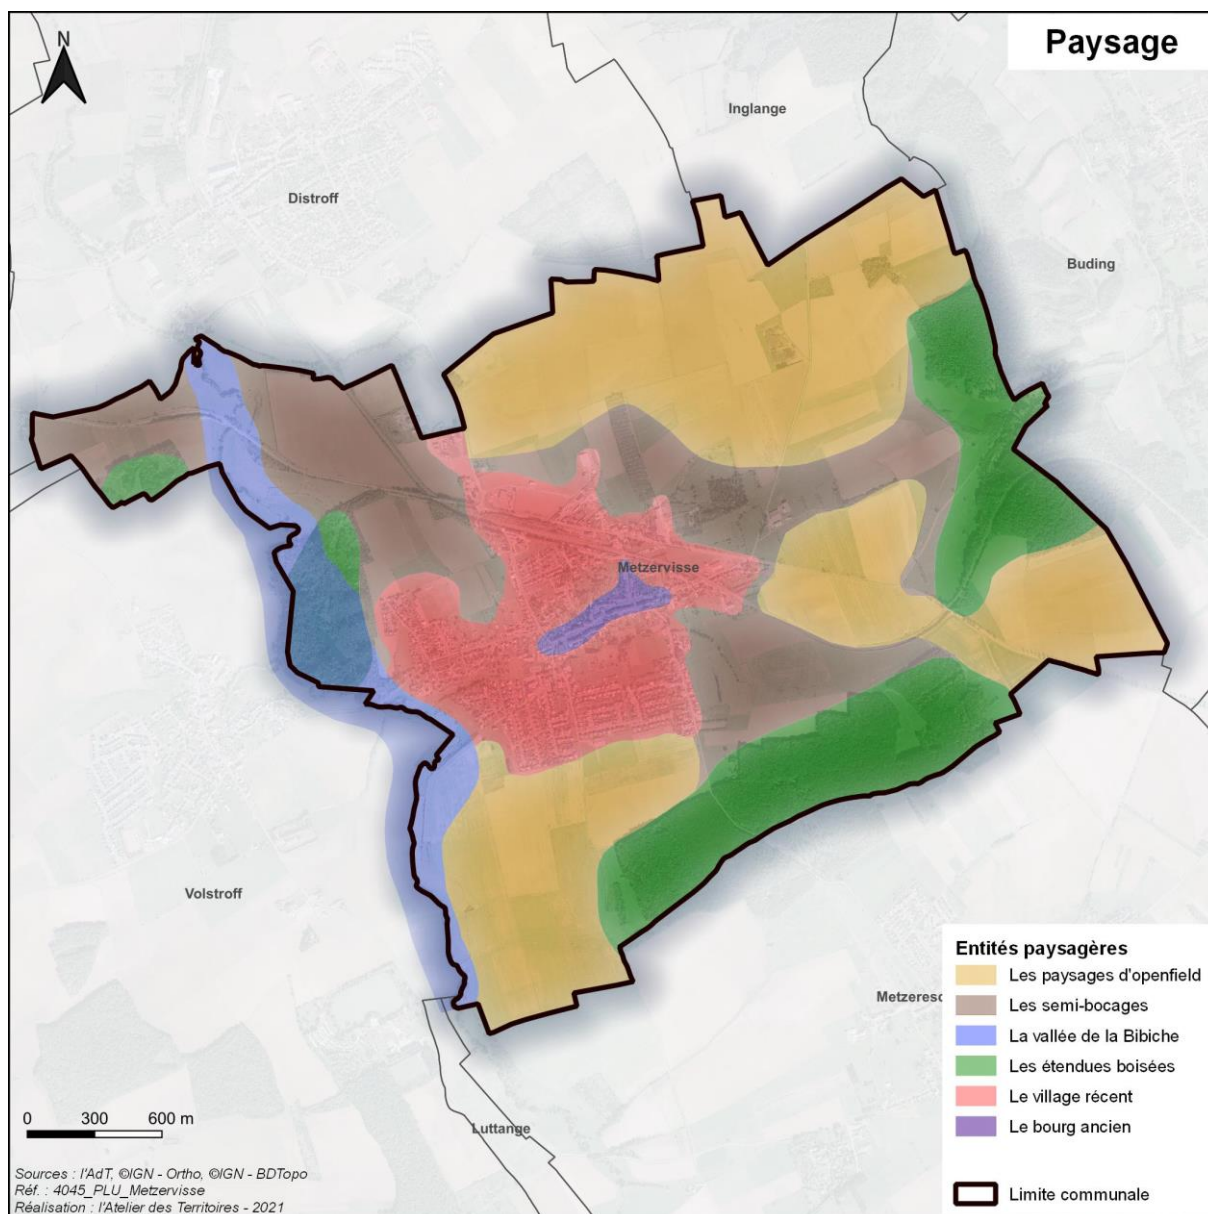 Paysage
N
Inglange
Distroff
Buding
Metzervisse
Volstroff
Entités paysagères
Les paysages d'openfield
Les semi-bocages
La vallée de la Bibiche
Les étendues boisées
Le village récent
Le bourg ancien
Limite communale
Metzeresc
0 300 600 m
Luttange
Sources : l'AdT, ©IGN - Ortho, ©IGN - BDTopo
Réf. : 4045_PLU_Metzervisse
Réalisation : l'Atelier des Territoires - 2021